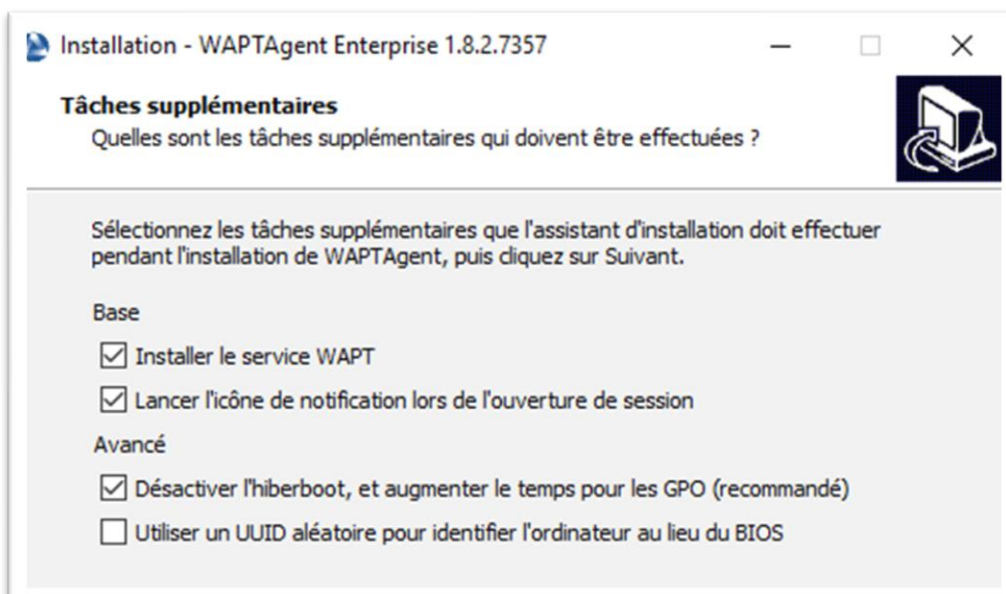 Installation - WAPTAgent Enterprise 1.8.2.7357
Tâches supplémentaires
Quelles sont les tâches supplémentaires qui doivent être effectuées ?
Sélectionnez les tâches supplémentaires que l'assistant d'installation doit effectuer
pendant l'installation de WAPTAgent, puis cliquez sur Suivant.
Base
Installer le service WAPT
Lancer l'icône de notification lors de l'ouverture de session
Avancé
Désactiver l'hiberboot, et augmenter le temps pour les GPO (recommandé)
Utiliser un UUID aléatoire pour identifier l'ordinateur au lieu du BIOS